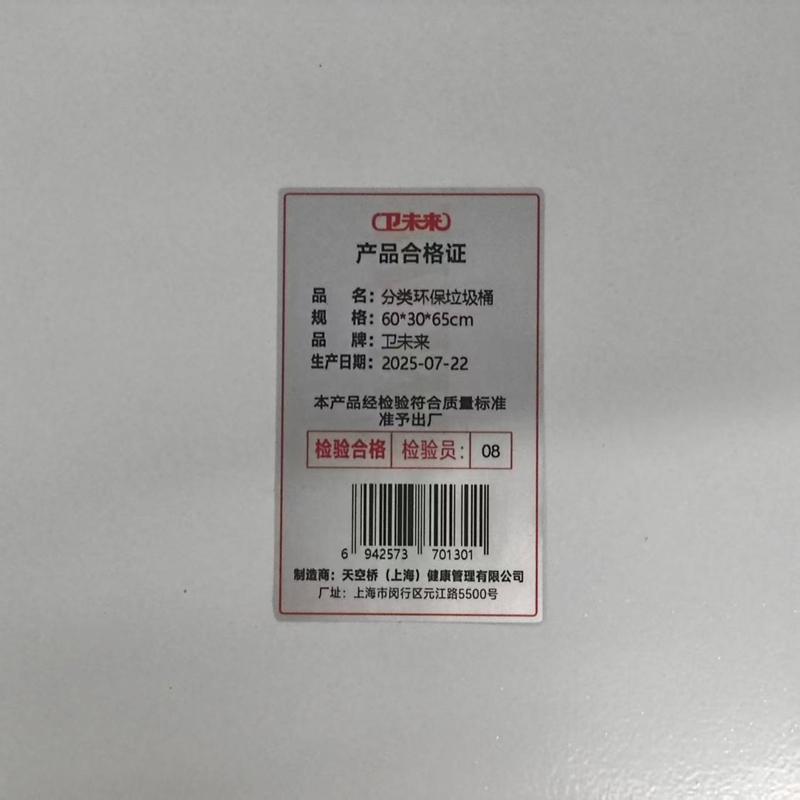 卫未来
产品合格证
品 名：分类环保垃圾桶
规 格：60*30*65cm
品 牌：卫未来
生产日期：2025-07-22
本产品经检验符合质量标准
准予出厂
检验合格 检验员： 08
6 942573 701301
制造商：天空桥（上海）健康管理有限公司
厂址：上海市闵行区元江路5500号